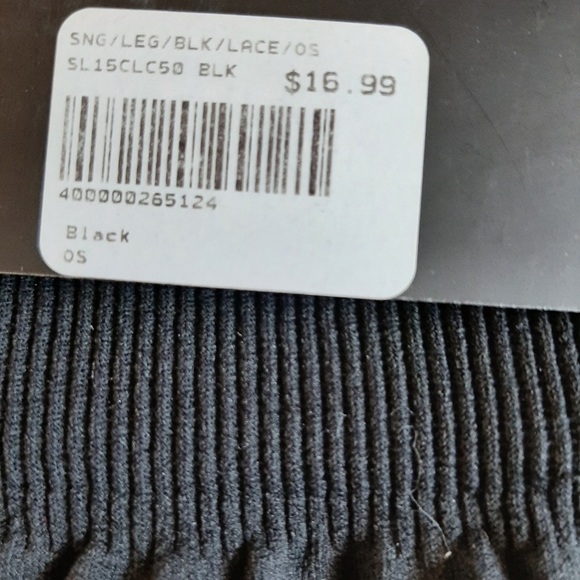 SNG/LEG/BLK/LACE/OS
SL15CLC50 BLK
$16.99
400000265124
Black
OS